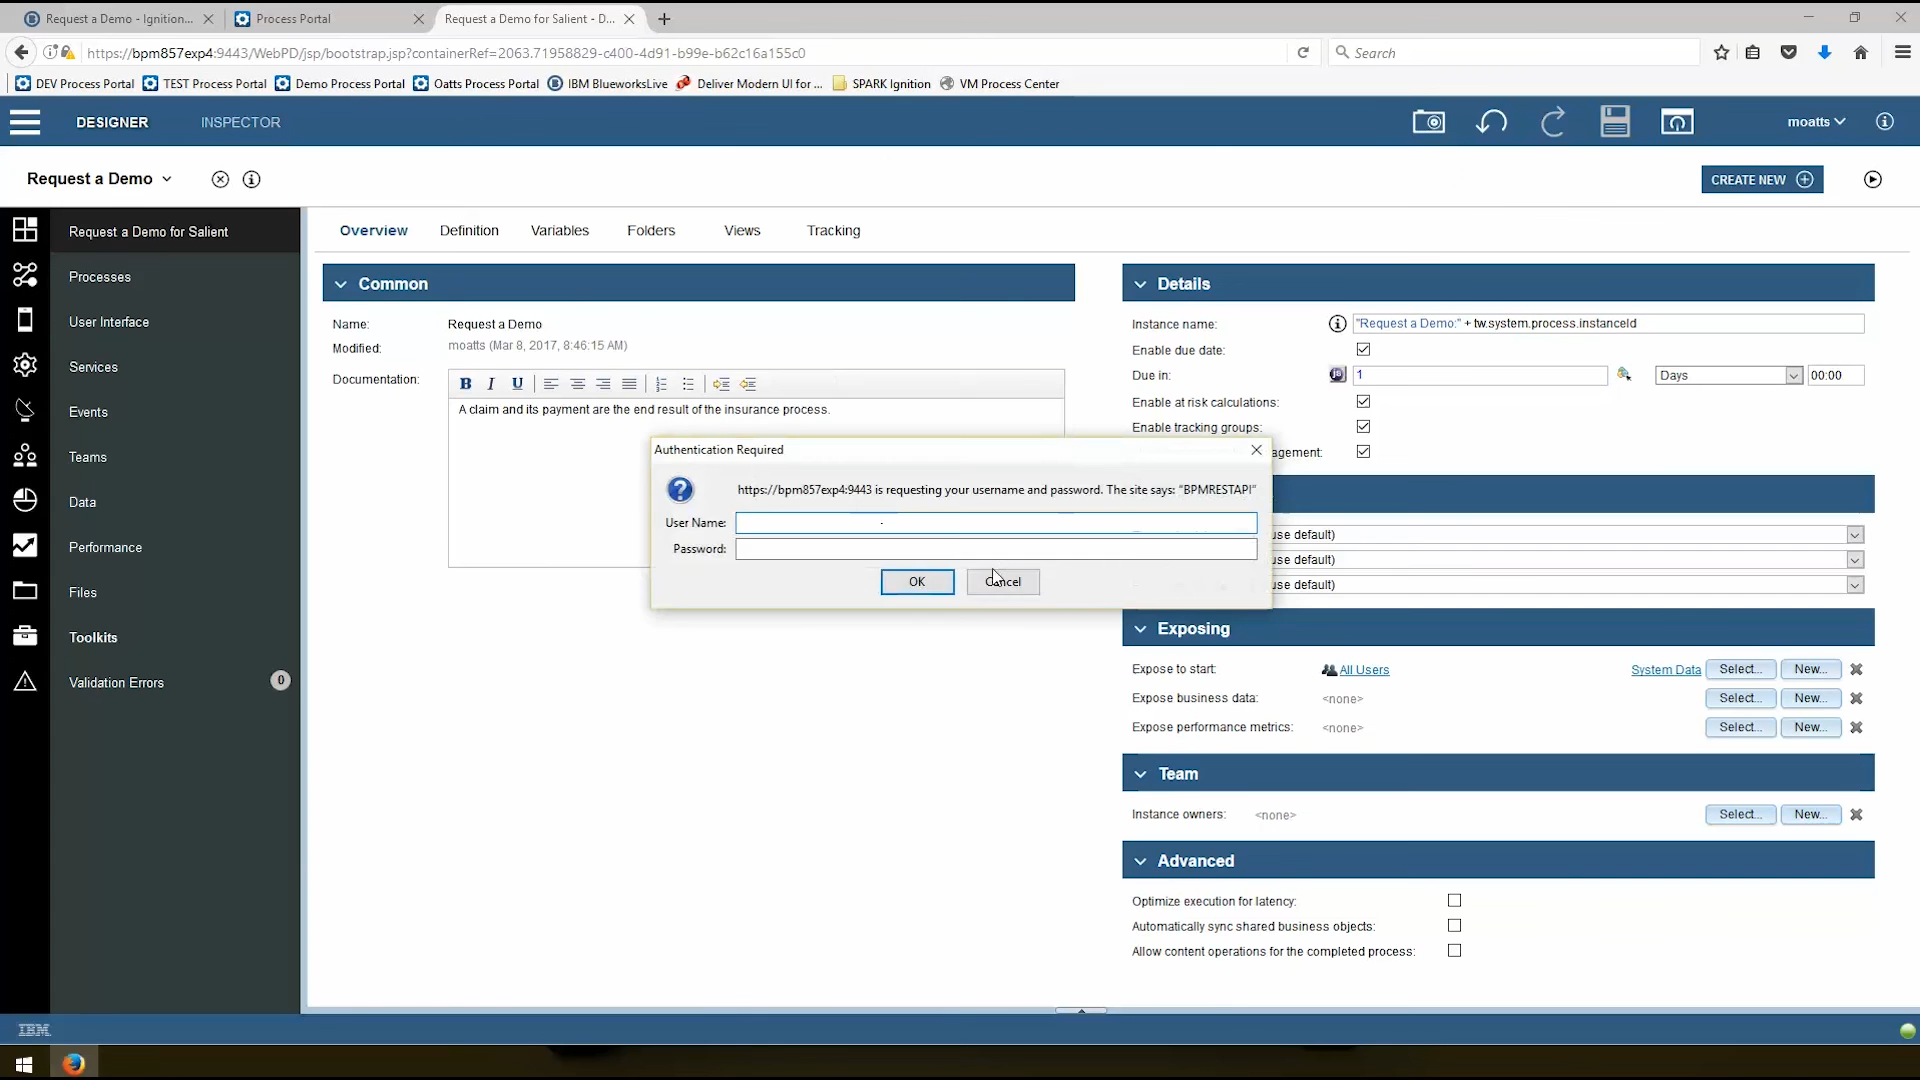 Request a Demo - Ignition...
Process Portal
Request a Demo for Salient - D...
https://bpm857exp4:9443/WebPD/jsp/bootstrap.jsp?containerRef=2063.71958829-c400-4d91-b99e-b62c16a155c0
Search
DEV Process Portal
TEST Process Portal
Demo Process Portal
Oatts Process Portal
IBM BlueworksLive
Deliver Modern UI for ...
SPARK Ignition
VM Process Center
DESIGNER
INSPECTOR
moatts
Request a Demo
CREATE NEW
Request a Demo for Salient
Processes
User Interface
Services
Events
Teams
Data
Performance
Files
Toolkits
Validation Errors 0
Overview
Definition
Variables
Folders
Views
Tracking
Common
Name: Request a Demo
Modified: moatts (Mar 8, 2017, 8:46:15 AM)
Documentation:
B I U
A claim and its payment are the end result of the insurance process.
Authentication Required
https://bpm857exp4:9443 is requesting your username and password. The site says: "BPMRESTAPI"
User Name:
Password:
OK
Cancel
Details
Instance name: "Request a Demo:" + tw.system.process.instanceId
Enable due date:
Due in: JS 1 Days 00:00
Enable at risk calculations:
Enable tracking groups:
agement:
use default)
use default)
use default)
Exposing
Expose to start: All Users System Data Select... New...
Expose business data: <none> Select... New...
Expose performance metrics: <none> Select... New...
Team
Instance owners: <none> Select... New...
Advanced
Optimize execution for latency:
Automatically sync shared business objects:
Allow content operations for the completed process:
IBM